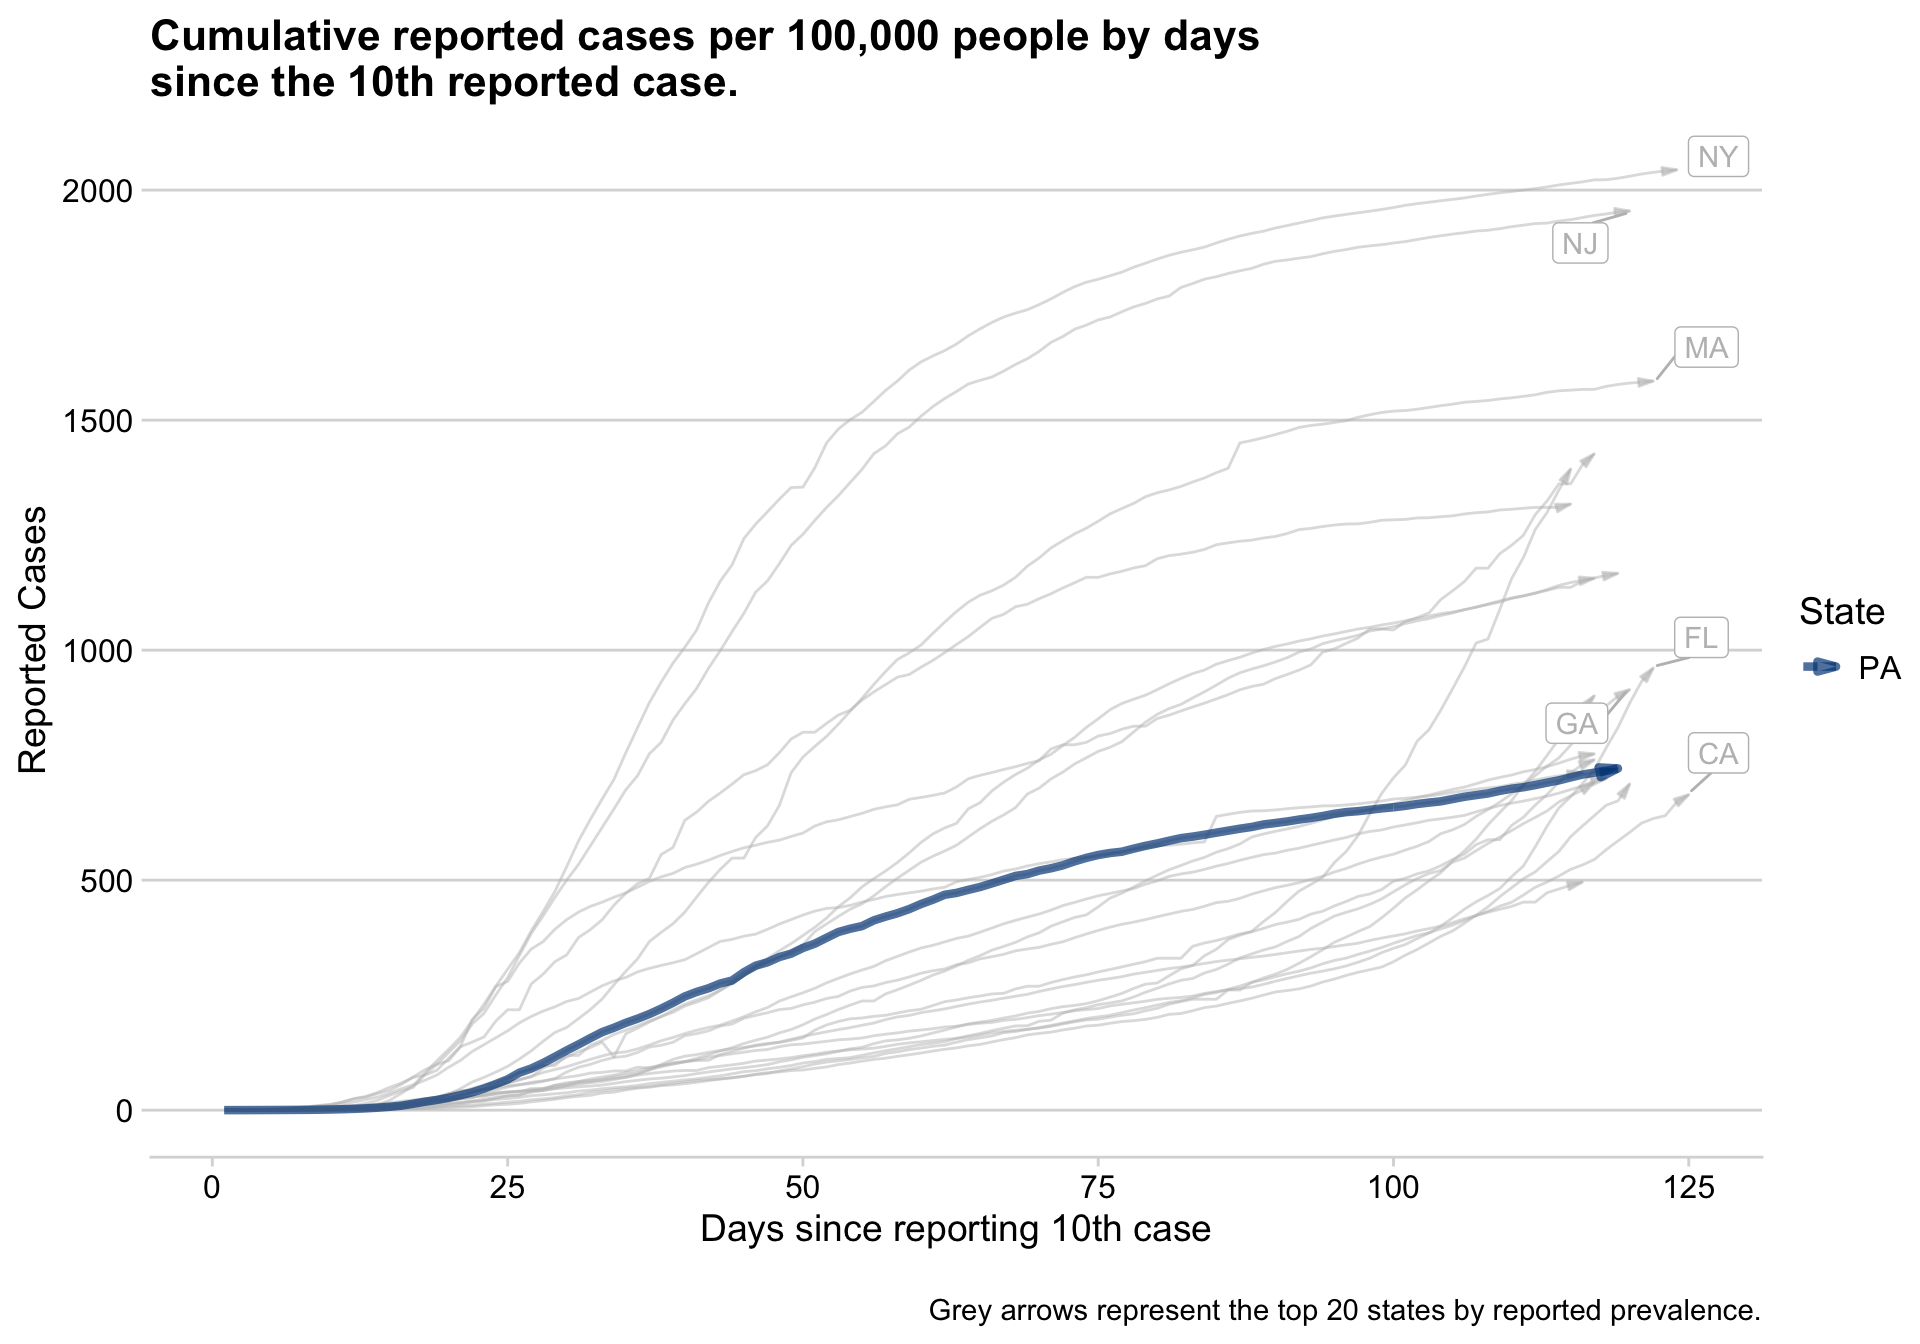 Cumulative reported cases per 100,000 people by days
since the 10th reported case.
NY
2000
NJ
MA
1500
Reported Cases
State
FL
1000
PA
GA
CA
500
0
0 25 50 75 100 125
Days since reporting 10th case
Grey arrows represent the top 20 states by reported prevalence.